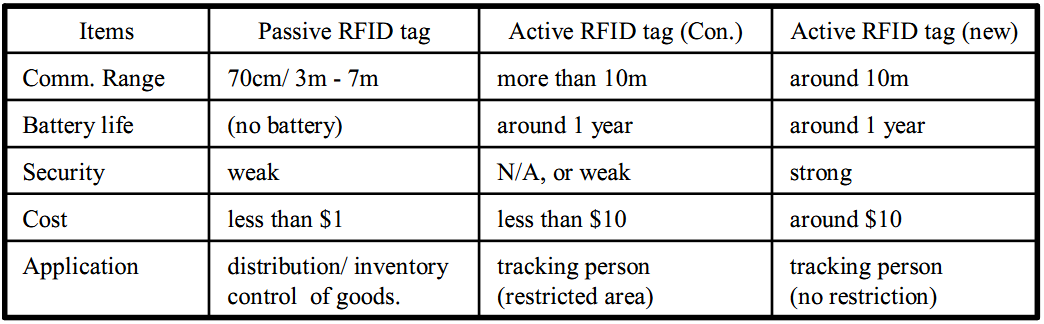 Items Passive RFID tag Active RFID tag (Con.) Active RFID tag (new)
Comm. Range 70cm/ 3m - 7m more than 10m around 10m
Battery life (no battery) around 1 year around 1 year
Security weak N/A, or weak strong
Cost less than $1 less than $10 around $10
Application distribution/ inventory tracking person tracking person
control of goods. (restricted area) (no restriction)